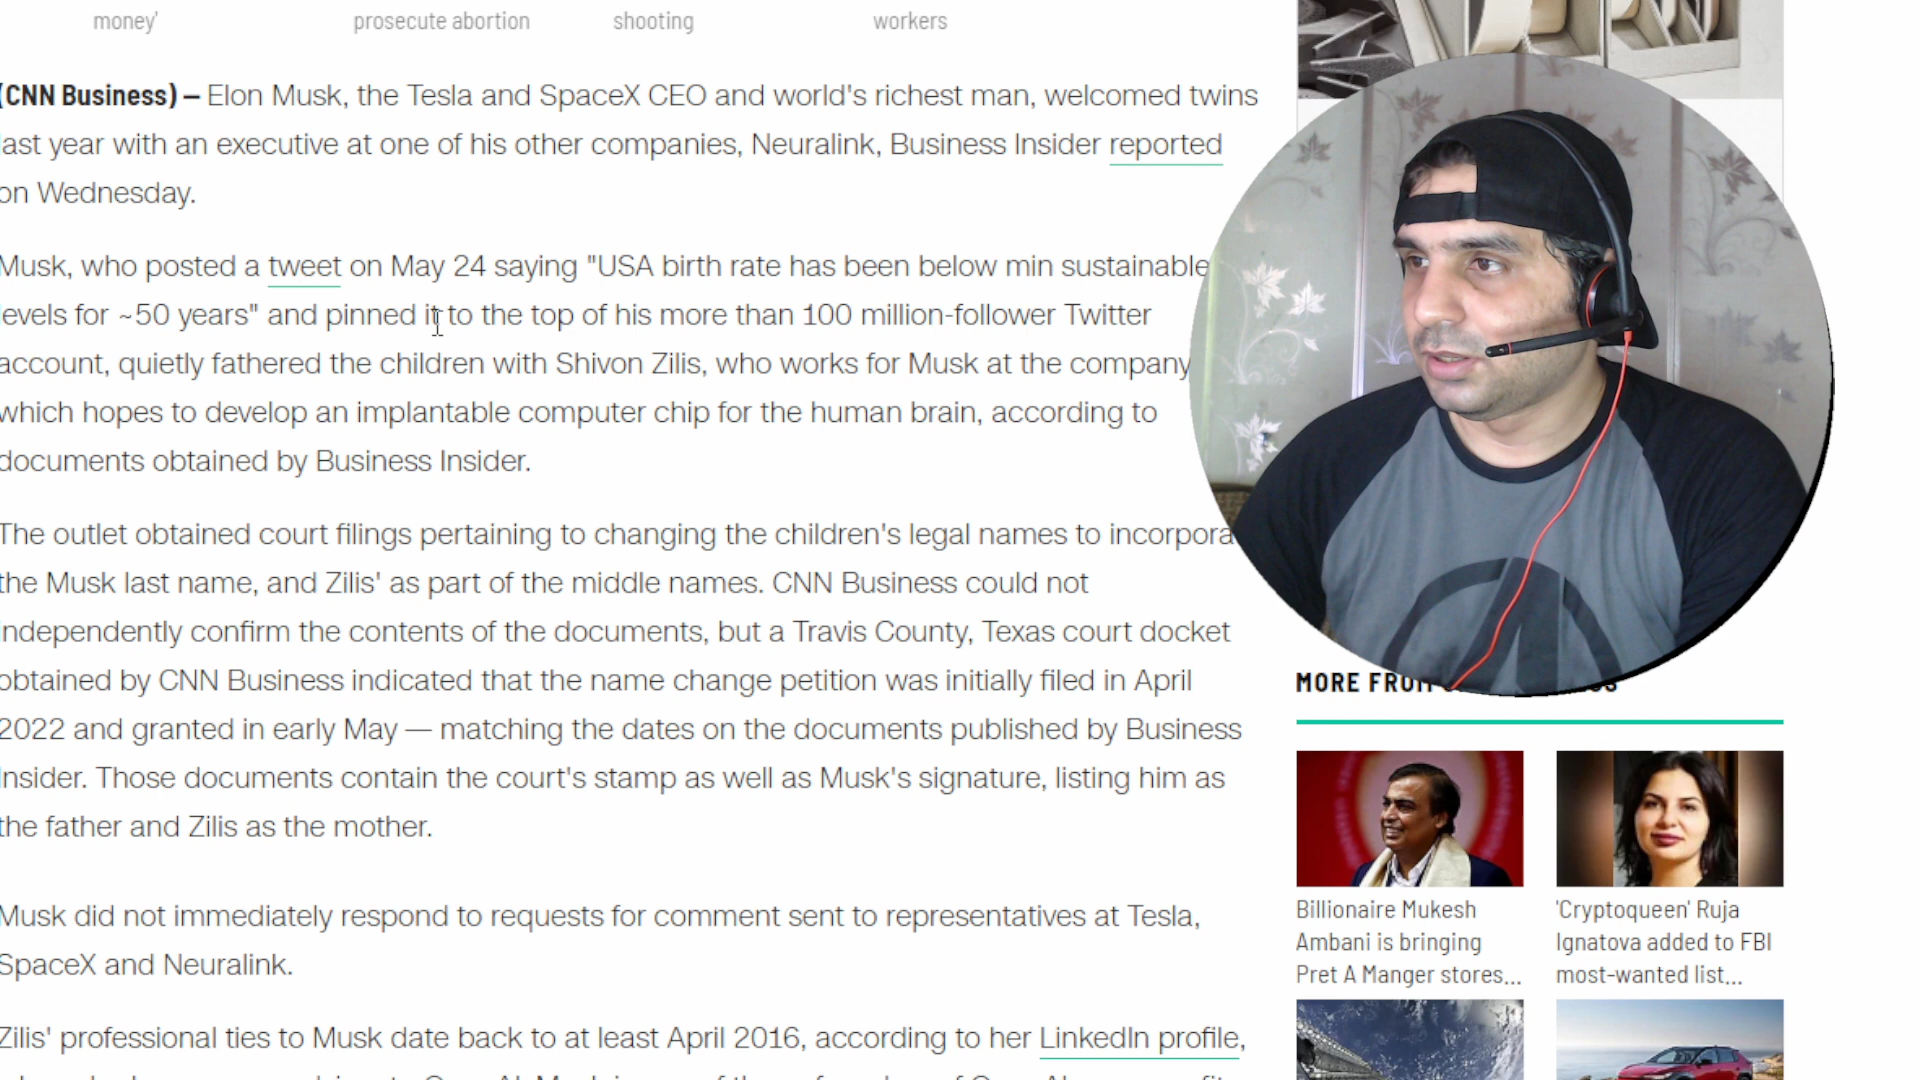 money'
prosecute abortion
shooting
workers
(CNN Business) — Elon Musk, the Tesla and SpaceX CEO and world's richest man, welcomed twins
last year with an executive at one of his other companies, Neuralink, Business Insider reported
on Wednesday.
Musk, who posted a tweet on May 24 saying "USA birth rate has been below min sustainable
levels for ~50 years" and pinned it to the top of his more than 100 million-follower Twitter
account, quietly fathered the children with Shivon Zilis, who works for Musk at the company
which hopes to develop an implantable computer chip for the human brain, according to
documents obtained by Business Insider.
The outlet obtained court filings pertaining to changing the children's legal names to incorpora
the Musk last name, and Zilis' as part of the middle names. CNN Business could not
independently confirm the contents of the documents, but a Travis County, Texas court docket
obtained by CNN Business indicated that the name change petition was initially filed in April
2022 and granted in early May — matching the dates on the documents published by Business
Insider. Those documents contain the court's stamp as well as Musk's signature, listing him as
the father and Zilis as the mother.
Musk did not immediately respond to requests for comment sent to representatives at Tesla,
SpaceX and Neuralink.
Zilis' professional ties to Musk date back to at least April 2016, according to her LinkedIn profile,
MORE FROM
Billionaire Mukesh
Ambani is bringing
Pret A Manger stores...
'Cryptoqueen' Ruja
Ignatova added to FBI
most-wanted list...